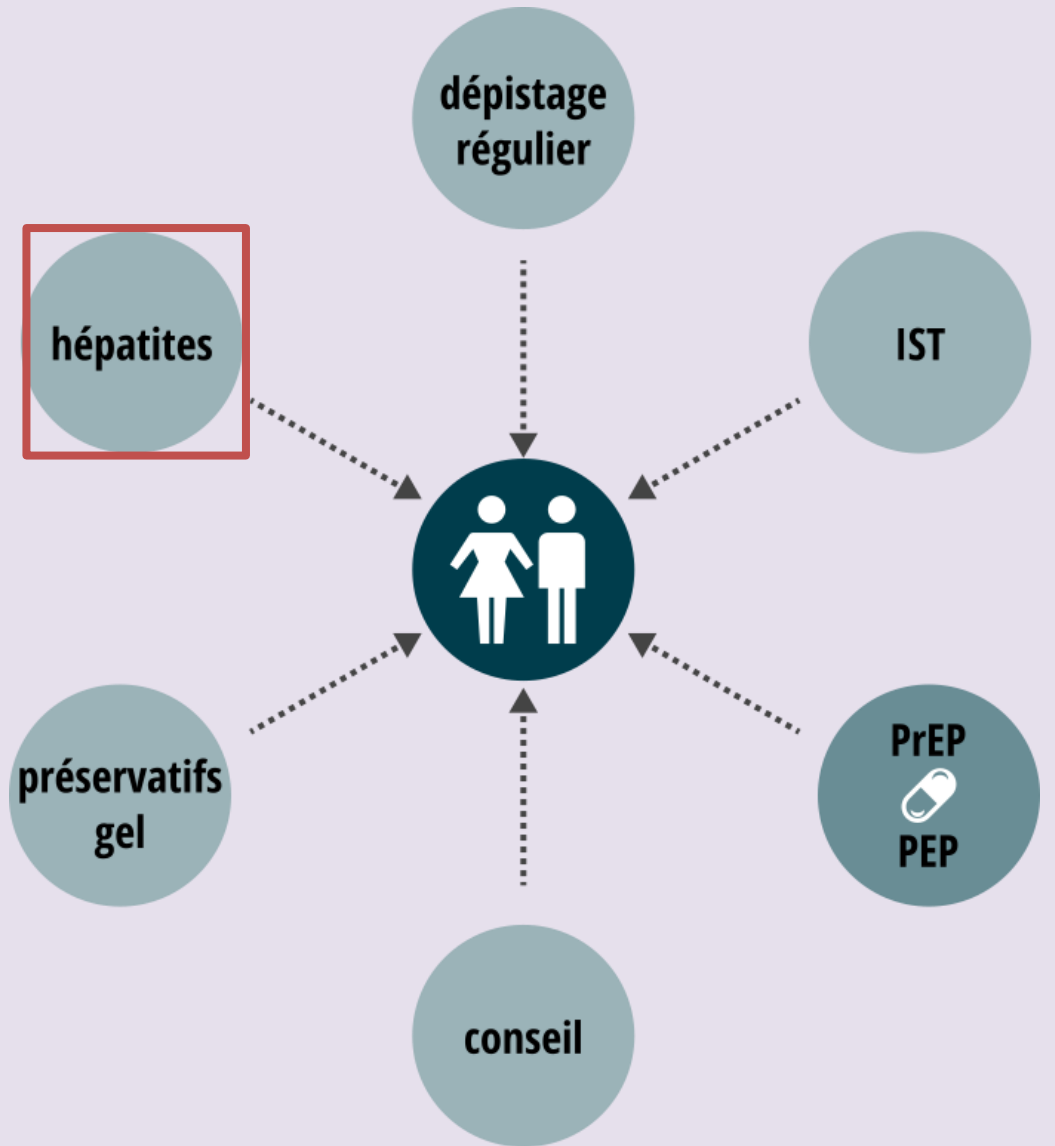 dépistage
régulier
hépatites
IST
préservatifs
gel
PrEP
PEP
conseil